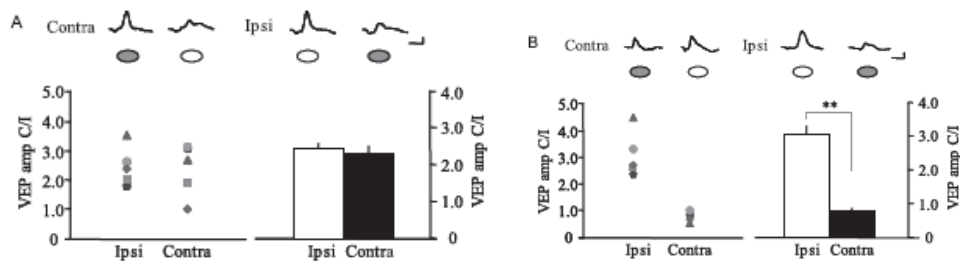 A
Contra
Ipsi
VEP amp C/I
5.0
4.0
3.0
2.0
1.0
0
Ipsi Contra
4.0
3.0
2.0
1.0
0
VEP amp C/I
Ipsi Contra
B
Contra
Ipsi
VEP amp C/I
5.0
4.0
3.0
2.0
1.0
0
Ipsi Contra
**
4.0
3.0
2.0
1.0
0
VEP amp C/I
Ipsi Contra